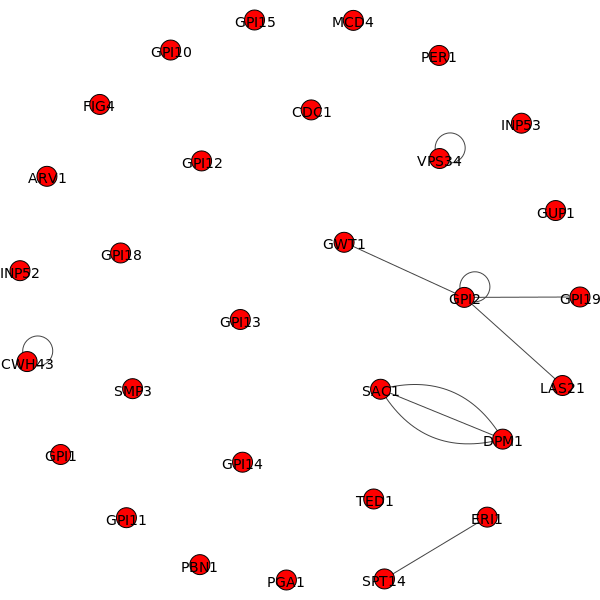 GPI15
MCD4
GPI10
PER1
FIG4
CDC1
INP53
GPI12
VPS34
ARV1
GUP1
GWT1
GPI18
INP52
GPI2
GPI19
GPI13
CWH43
SMP3
SAC1
LAS21
DPM1
GPI1
GPI14
TED1
GPI11
ERI1
PBN1
PGA1
SPT14